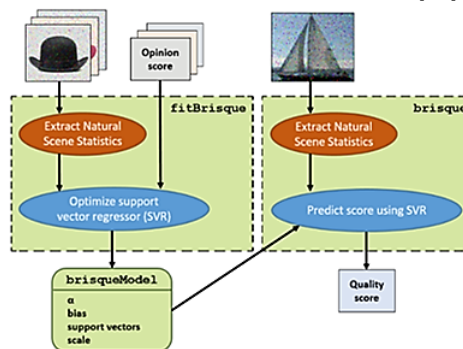 Opinion
score
fitBrisque
Extract Natural
Scene Statistics
Optimize support
vector regressor (SVR)
brisqueModel
α
bias
support vectors
scale
brisque
Extract Natural
Scene Statistics
Predict score using SVR
Quality
score